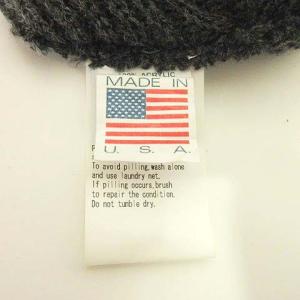 100% ACRYLIC
MADE IN
U. S. A.
To avoid pilling,wash alone
and use laundry net.
If pilling occurs,brush
to repair the condition.
Do not tumble dry.